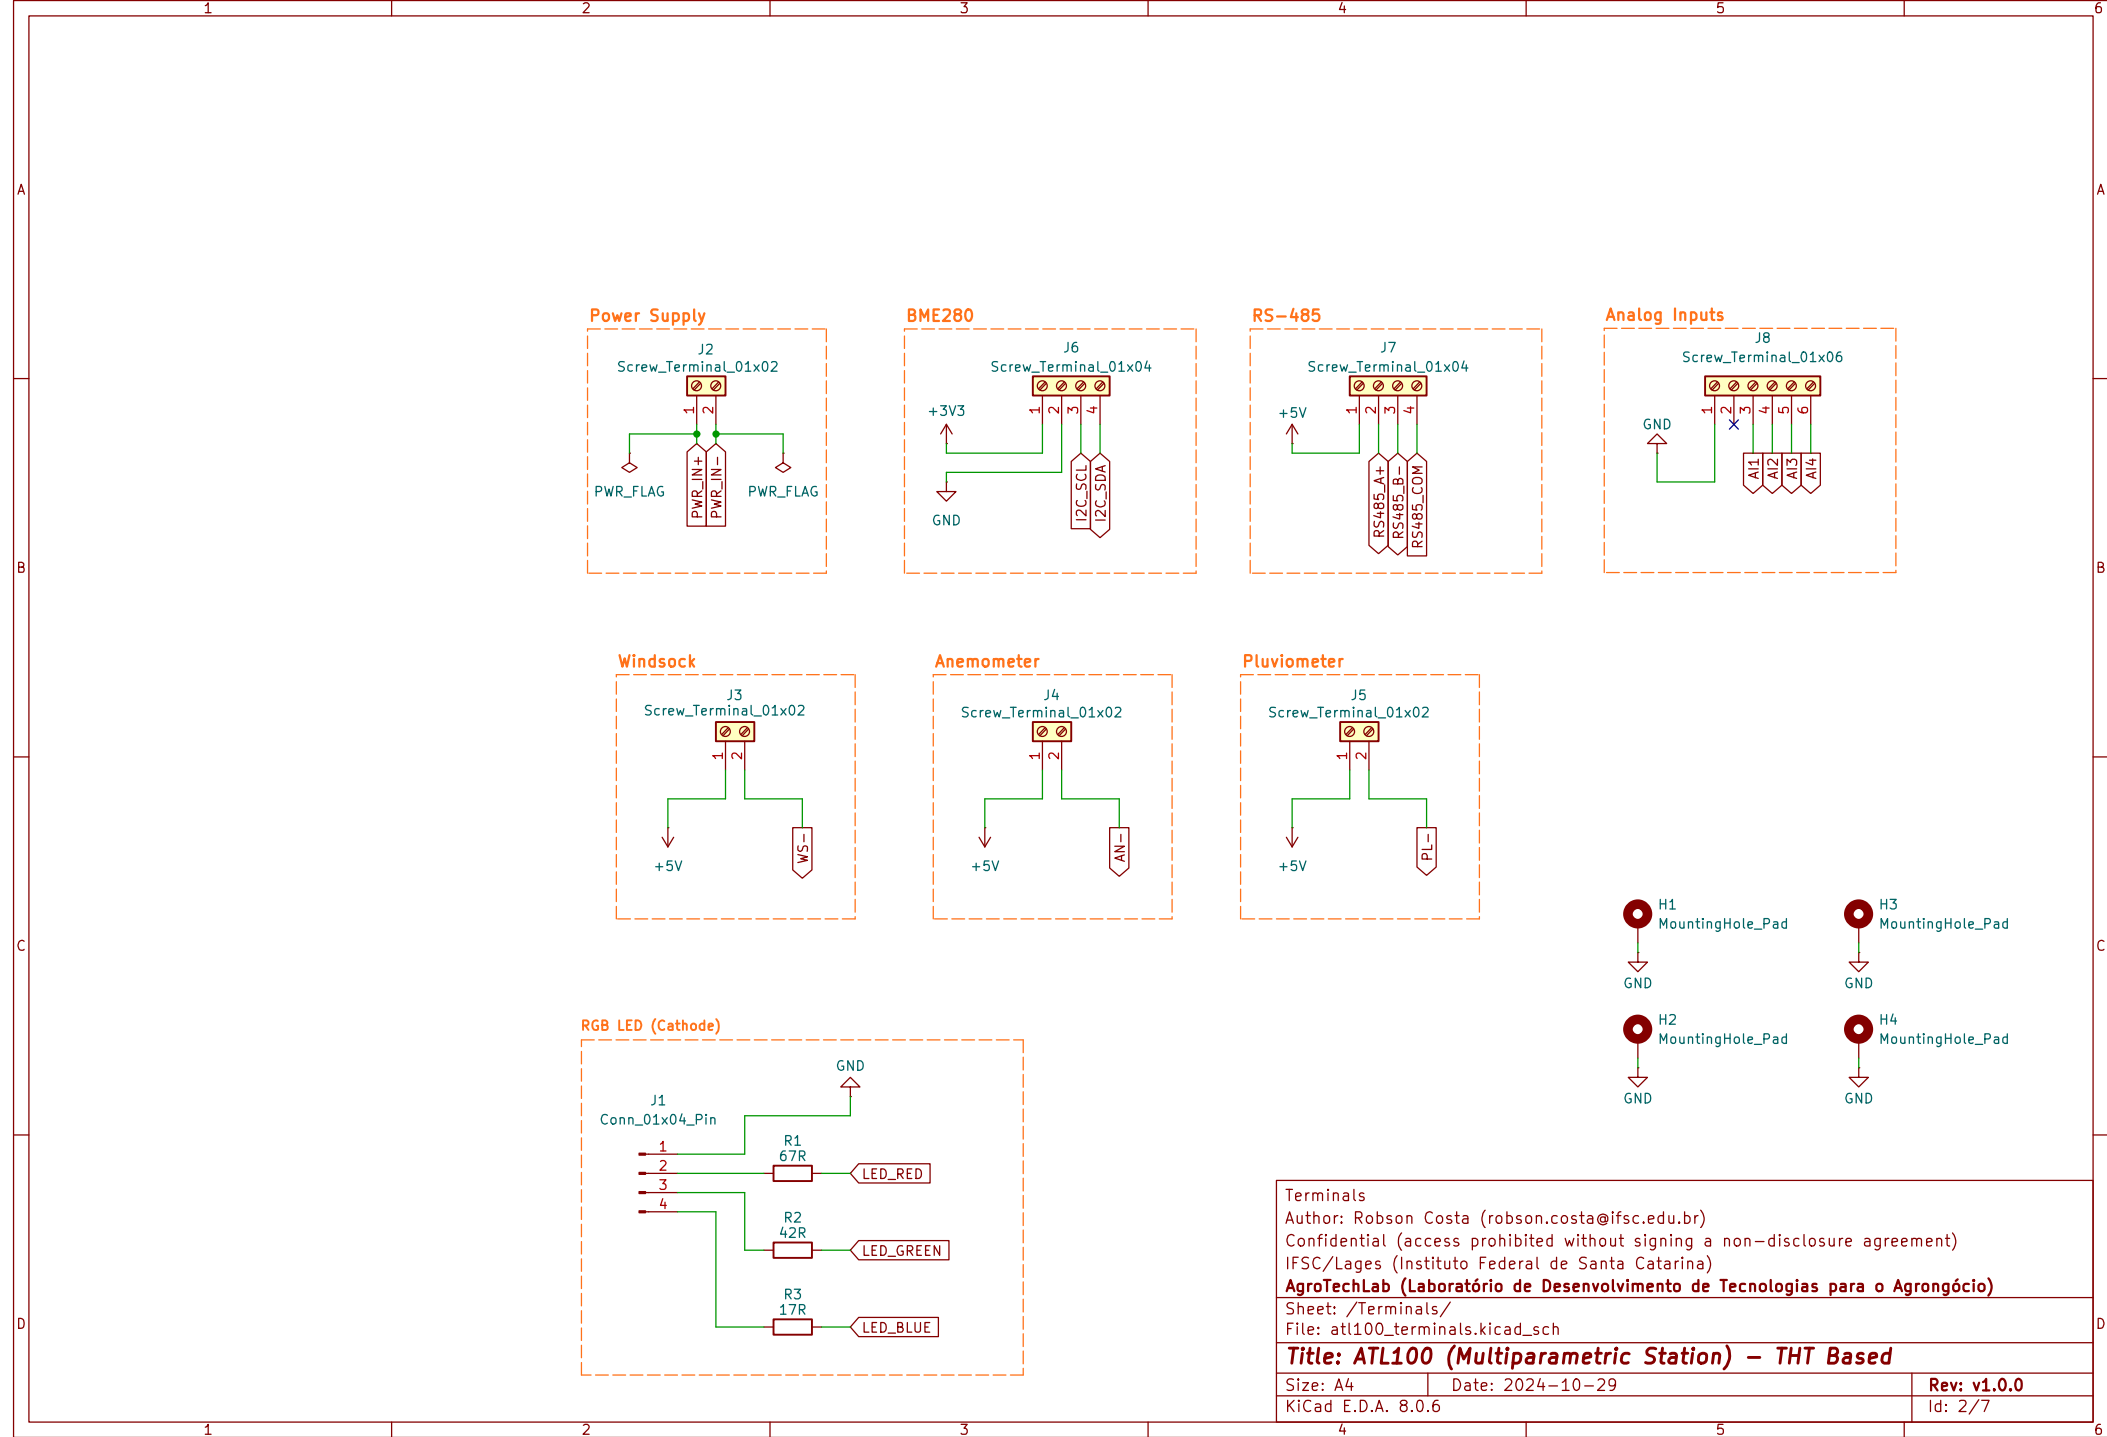 1 2 3 4 5 6
A A
Power Supply
J2
Screw_Terminal_01x02
1 2
PWR_FLAG
PWR_IN+
PWR_IN-
PWR_FLAG
BME280
J6
Screw_Terminal_01x04
+3V3
1 2 3 4
GND
I2C_SCL
I2C_SDA
RS-485
J7
Screw_Terminal_01x04
+5V
1 2 3 4
RS485_A+
RS485_B-
RS485_COM
Analog Inputs
J8
Screw_Terminal_01x06
GND
1 2 3 4 5 6
AI1
AI2
AI3
AI4
B B
Windsock
J3
Screw_Terminal_01x02
1 2
+5V
WS-
Anemometer
J4
Screw_Terminal_01x02
1 2
+5V
AN-
Pluviometer
J5
Screw_Terminal_01x02
1 2
+5V
PL-
H1
MountingHole_Pad
GND
H3
MountingHole_Pad
GND
C C
H2
MountingHole_Pad
GND
H4
MountingHole_Pad
GND
RGB LED (Cathode)
GND
J1
Conn_01x04_Pin
1
2
3
4
R1
67R
LED_RED
R2
42R
LED_GREEN
R3
17R
LED_BLUE
D D
Terminals
Author: Robson Costa (robson.costa@ifsc.edu.br)
Confidential (access prohibited without signing a non-disclosure agreement)
IFSC/Lages (Instituto Federal de Santa Catarina)
AgroTechLab (Laboratório de Desenvolvimento de Tecnologias para o Agrongócio)
Sheet: /Terminals/
File: atl100_terminals.kicad_sch
Title: ATL100 (Multiparametric Station) - THT Based
Size: A4 Date: 2024-10-29 Rev: v1.0.0
KiCad E.D.A. 8.0.6 Id: 2/7
1 2 3 4 5 6